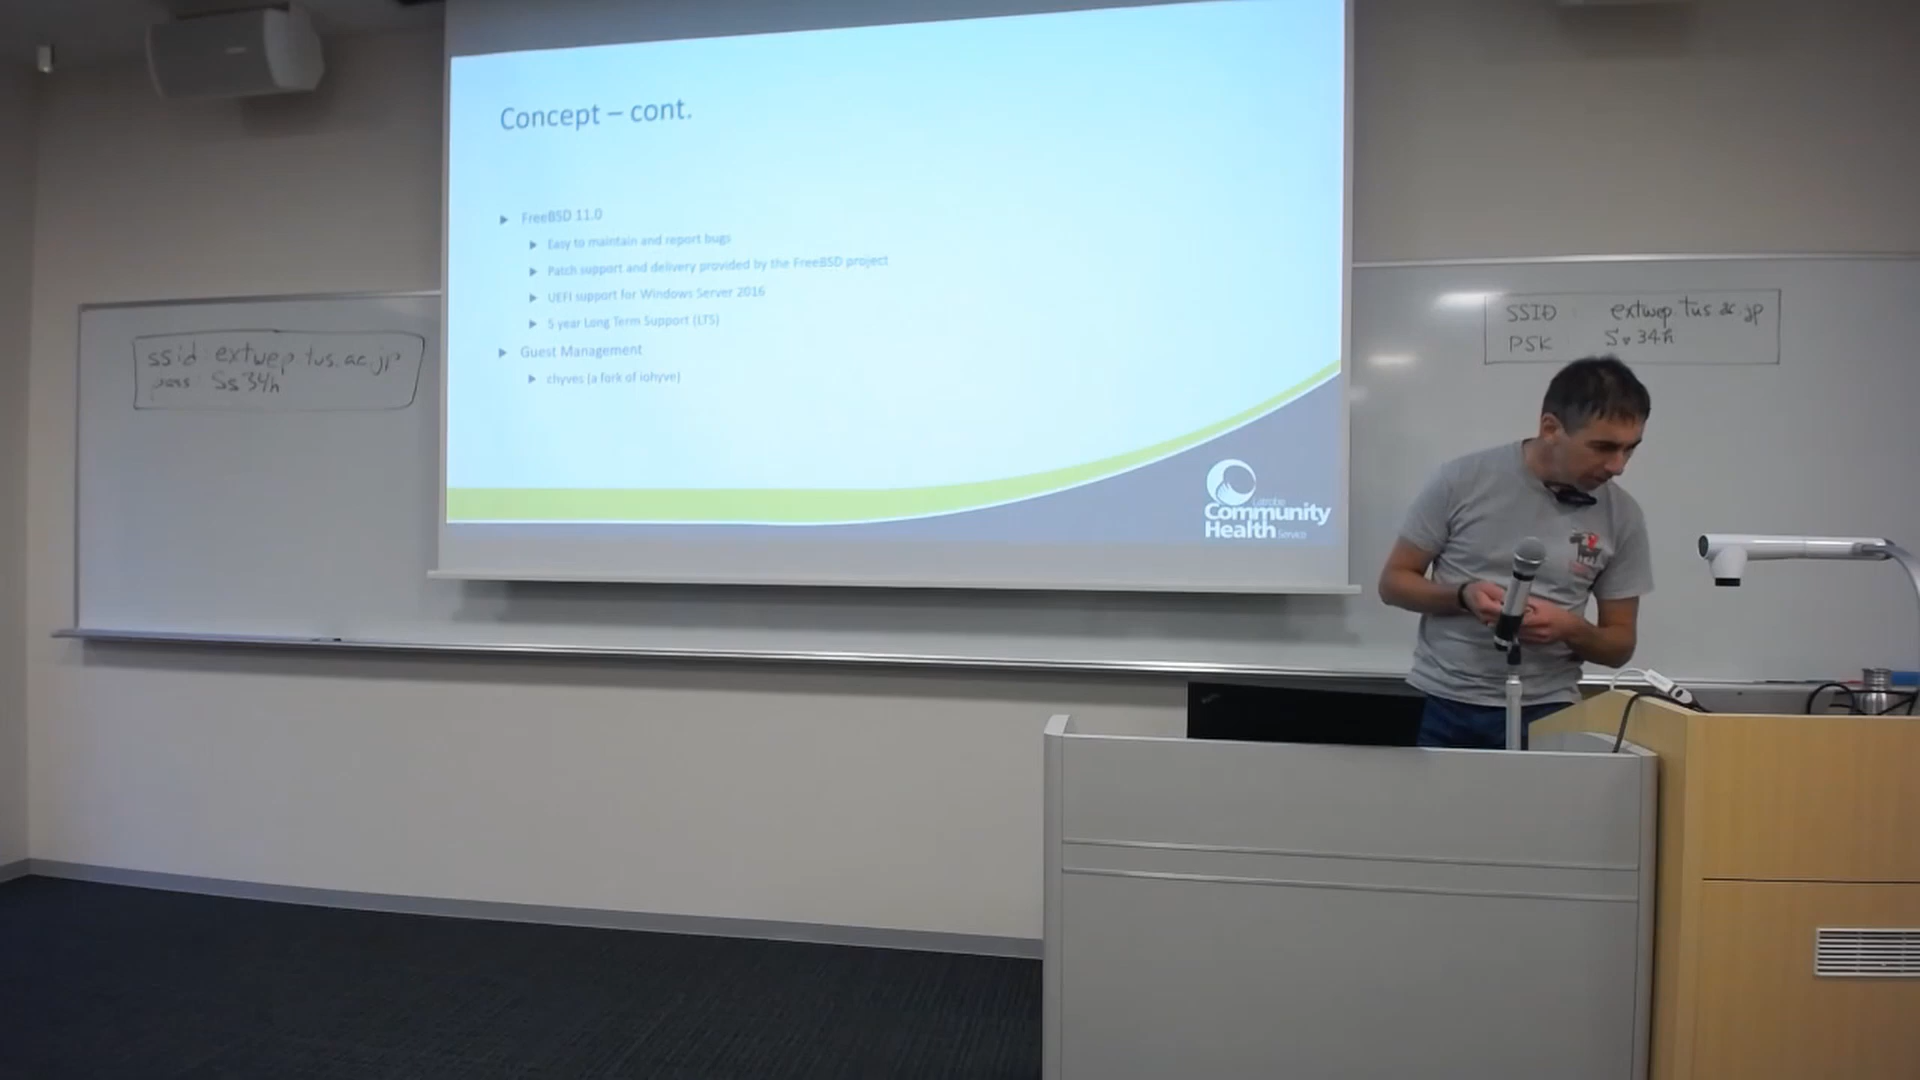 Concept – cont.
FreeBSD 11.0
Easy to maintain and report bugs
Patch support and delivery provided by the FreeBSD project
UEFI support for Windows Server 2016
5 year Long Term Support (LTS)
Guest Management
chyves (a fork of iohyve)
Latrobe
Community
Health Service
ssid: extwep.tus.ac.jp
pass: Ss34h
SSID : extwep.tus.ac.jp
PSK